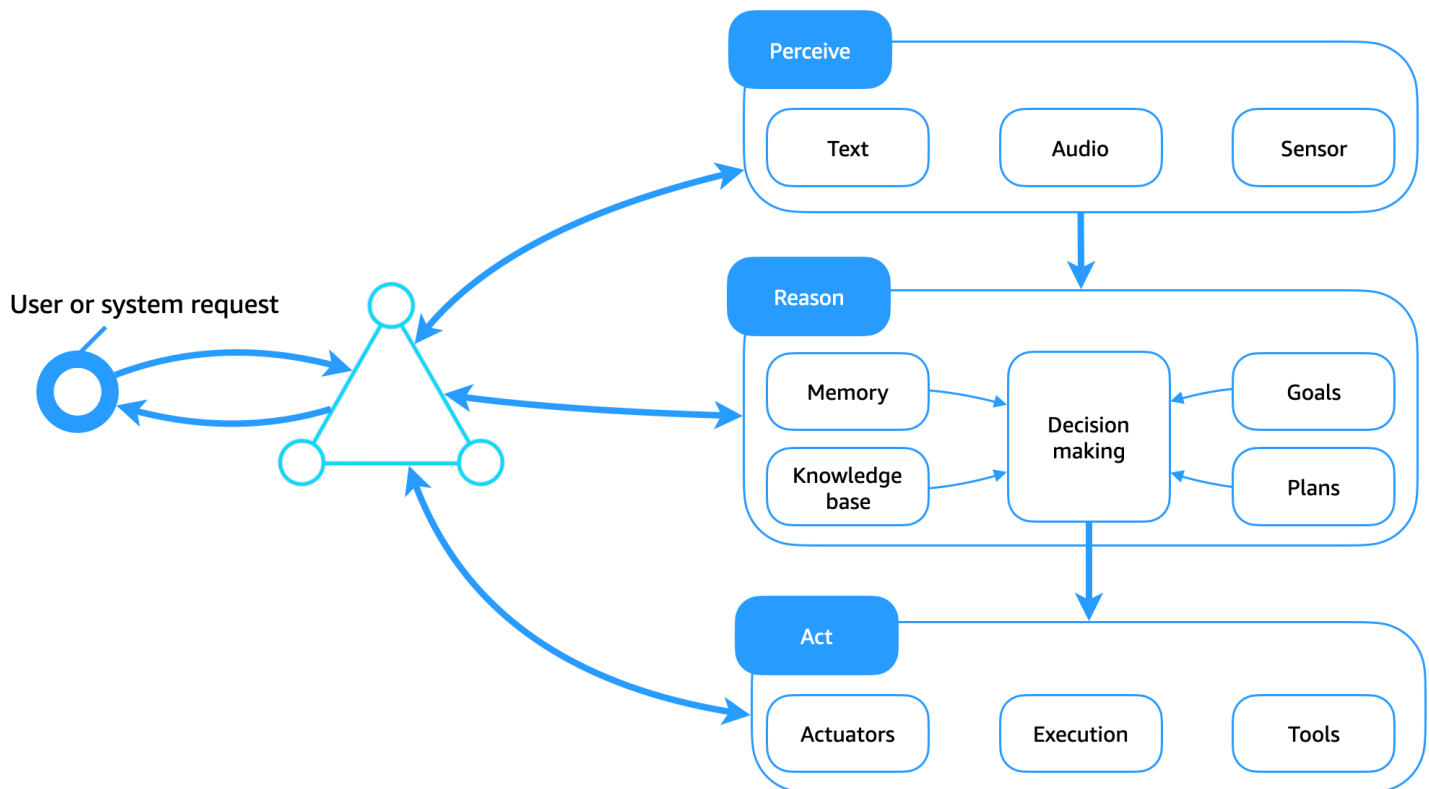 Perceive
Text
Audio
Sensor
User or system request
Reason
Memory
Knowledge
base
Decision
making
Goals
Plans
Act
Actuators
Execution
Tools